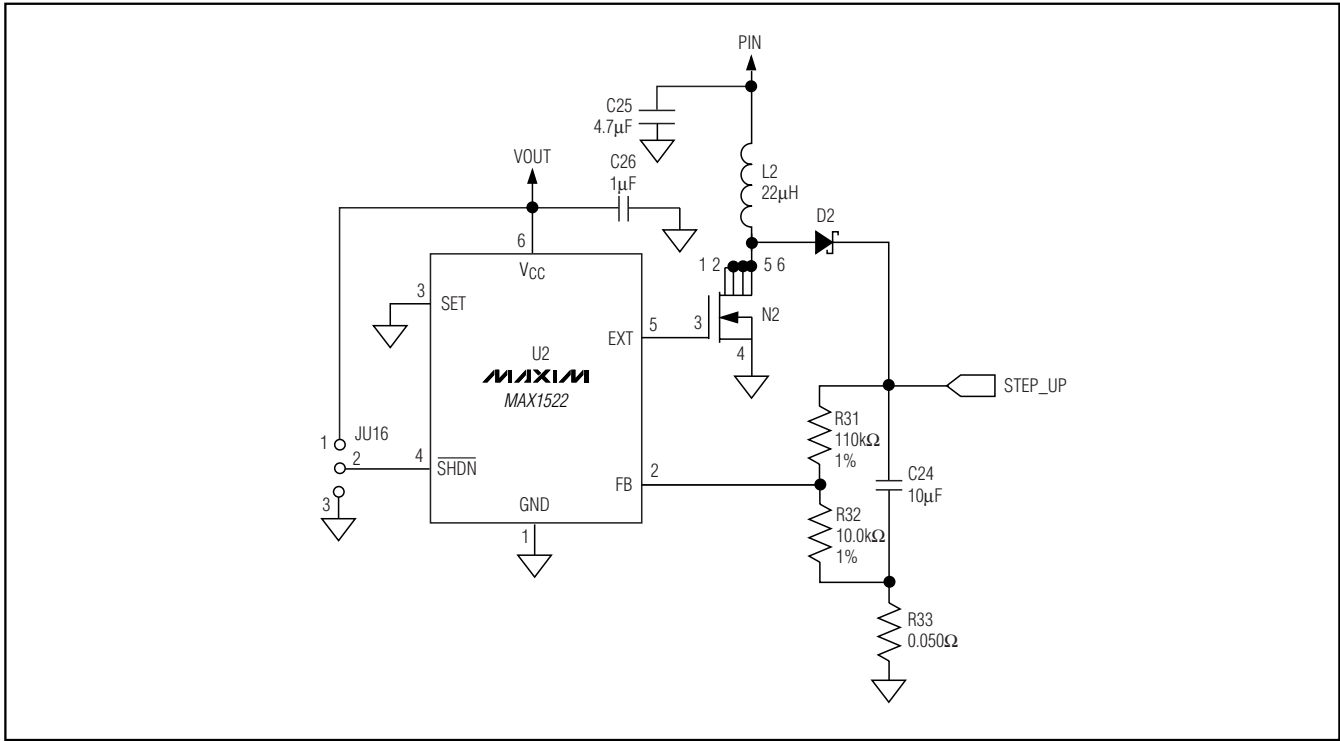 PIN
C25
4.7μF
VOUT
C26
1μF
L2
22μH
D2
6
VCC
1 2
5 6
3
SET
5
3
N2
EXT
4
U2
MAXIM
MAX1522
STEP_UP
R31
110kΩ
1%
1
JU16
2
4
SHDN
2
FB
C24
10μF
3
GND
R32
10.0kΩ
1%
1
R33
0.050Ω